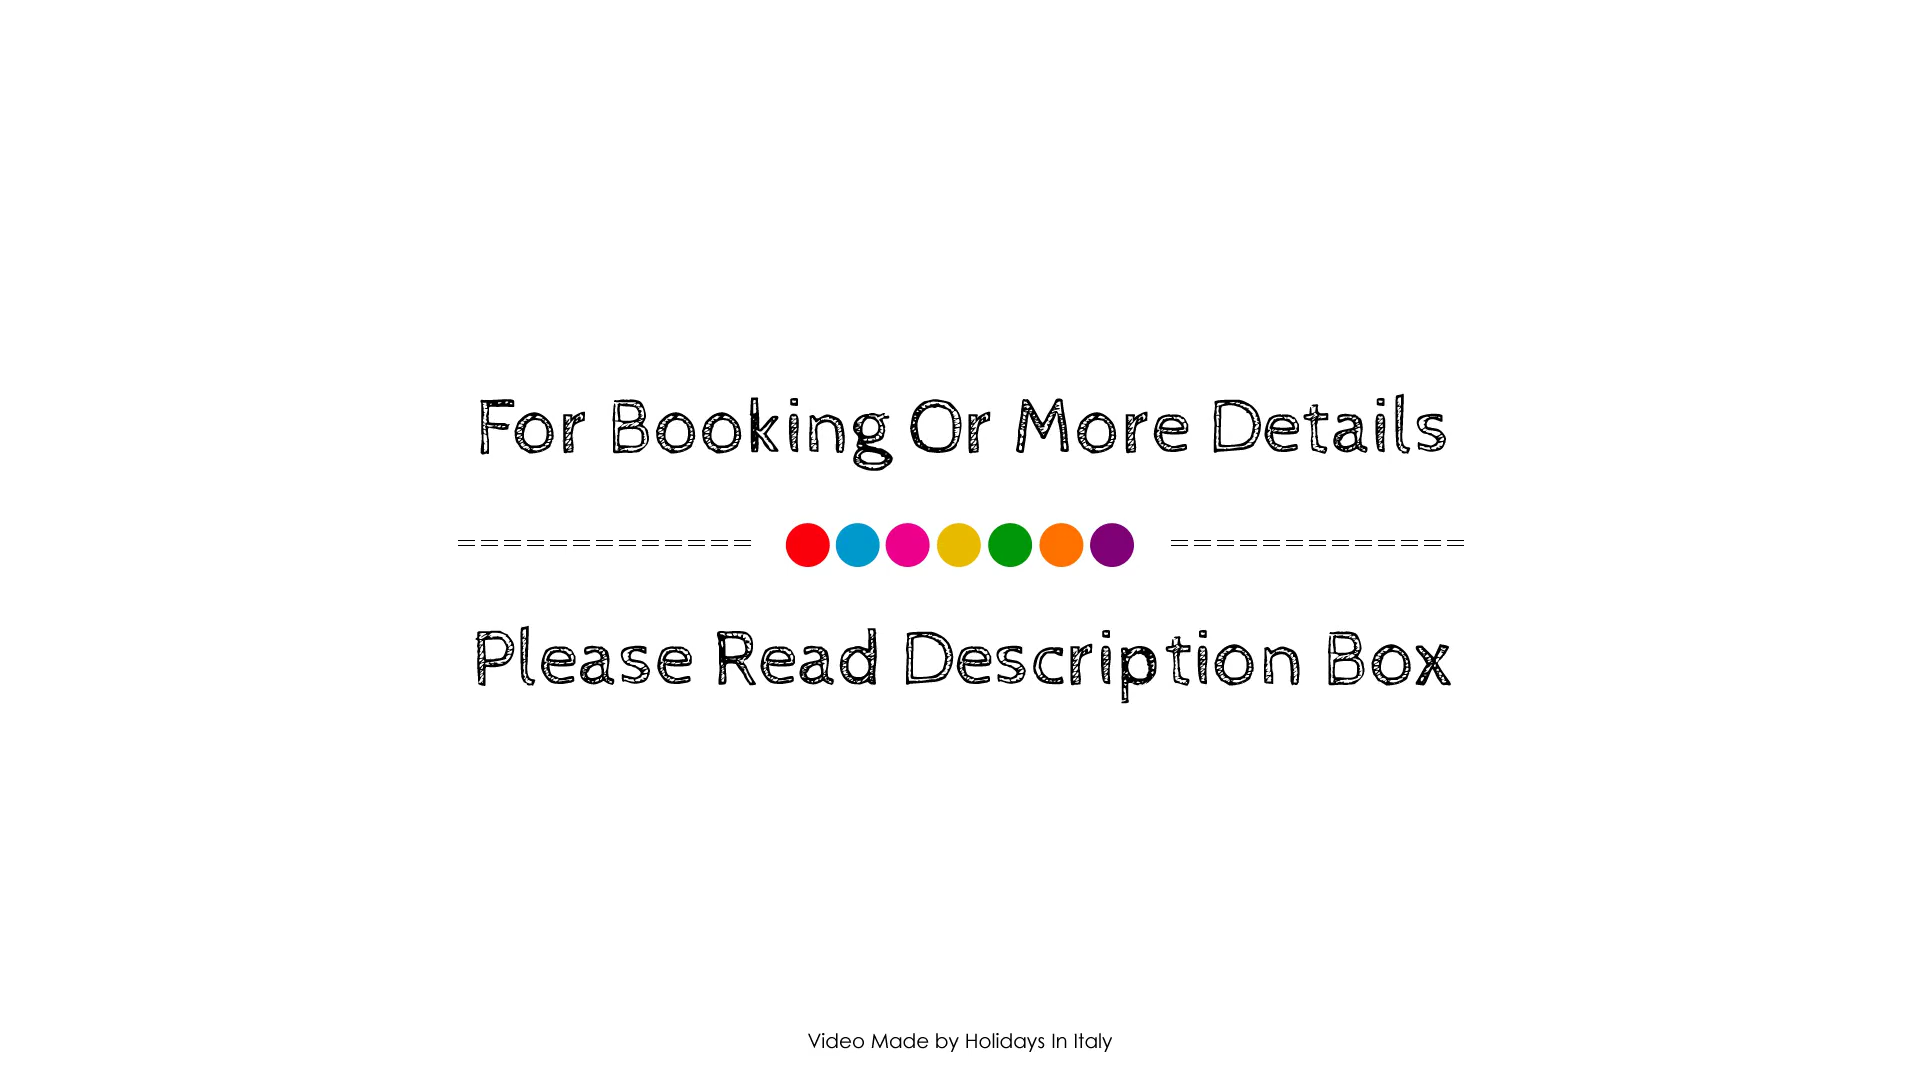 For Booking Or More Details
============= =============
Please Read Description Box
Video Made by Holidays In Italy